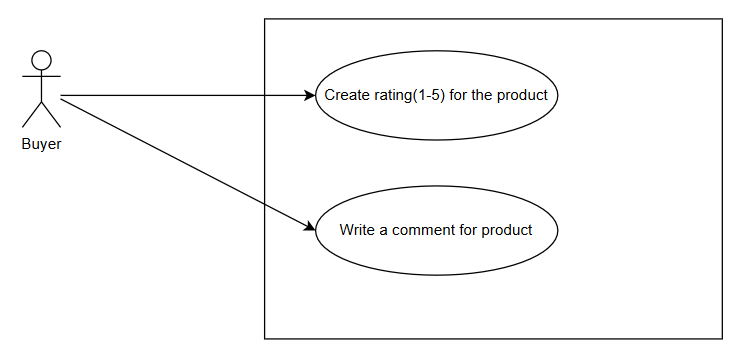 Create rating(1-5) for the product
Buyer
Write a comment for product